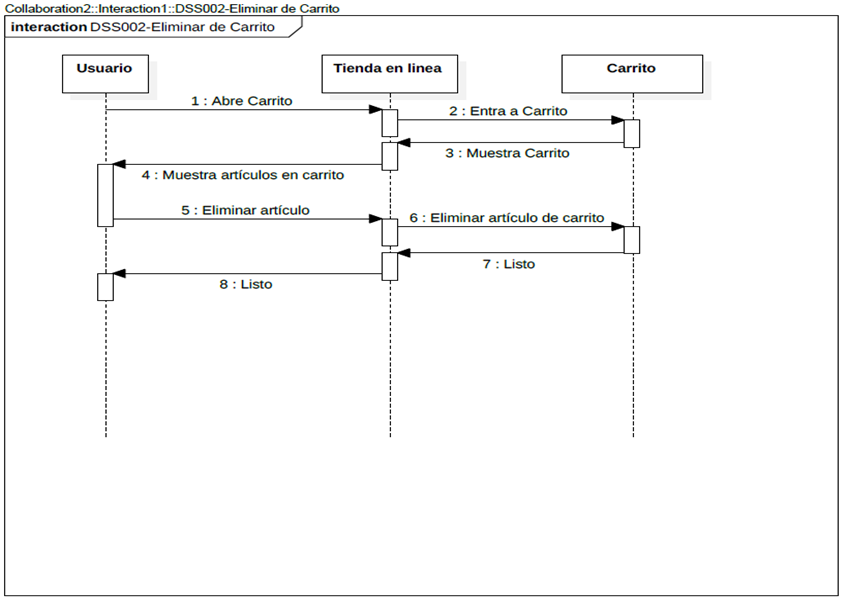 Collaboration2::Interaction1::DSS002-Eliminar de Carrito
interaction DSS002-Eliminar de Carrito
Usuario
Tienda en linea
Carrito
1 : Abre Carrito
2 : Entra a Carrito
3 : Muestra Carrito
4 : Muestra artículos en carrito
5 : Eliminar artículo
6 : Eliminar artículo de carrito
7 : Listo
8 : Listo